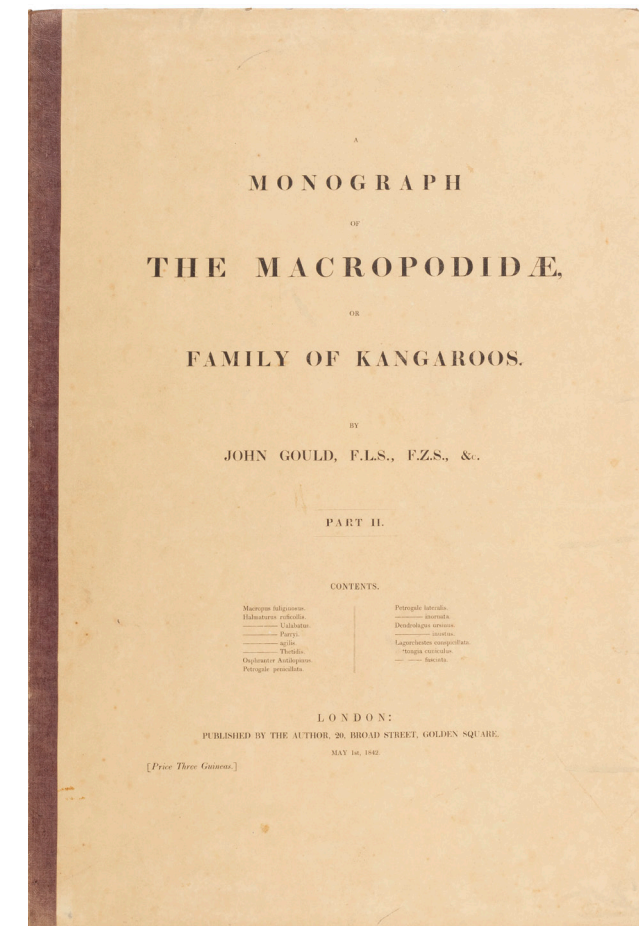 A
MONOGRAPH
OF
THE MACROPODIDÆ,
OR
FAMILY OF KANGAROOS.
BY
JOHN GOULD, F.L.S., F.Z.S., &c.
PART II.
CONTENTS.
Macropus fuliginosus.
Halmaturus ruficollis.
——— Ualabatus.
——— Parryi.
——— agilis.
——— Thetidis.
Osphranter Antilopinus.
Petrogale penicillata.
Petrogale lateralis.
——— inornata.
Dendrolagus ursinus.
——— inustus.
Lagorchestes conspicillata.
cuniculus.
——— fasciata.
LONDON:
PUBLISHED BY THE AUTHOR, 20, BROAD STREET, GOLDEN SQUARE.
MAY 1st, 1842.
[Price Three Guineas.]